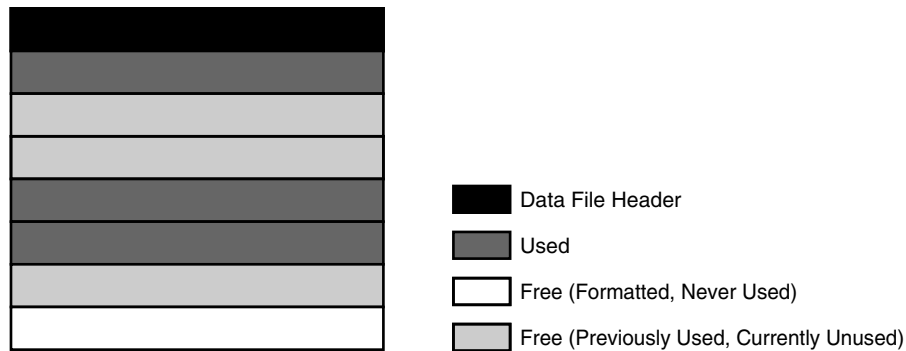 Data File Header
Used
Free (Formatted, Never Used)
Free (Previously Used, Currently Unused)